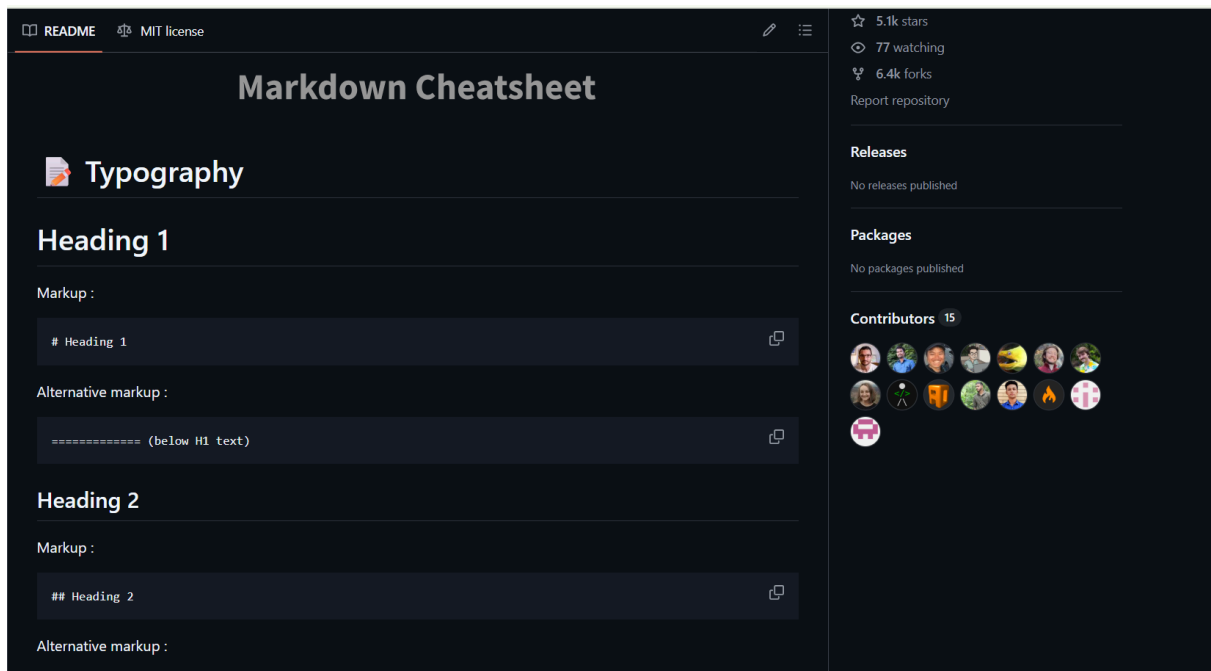 README
MIT license
Markdown Cheatsheet
Typography
Heading 1
Markup :
# Heading 1
Alternative markup :
============= (below H1 text)
Heading 2
Markup :
## Heading 2
Alternative markup :
5.1k stars
77 watching
6.4k forks
Report repository
Releases
No releases published
Packages
No packages published
Contributors 15